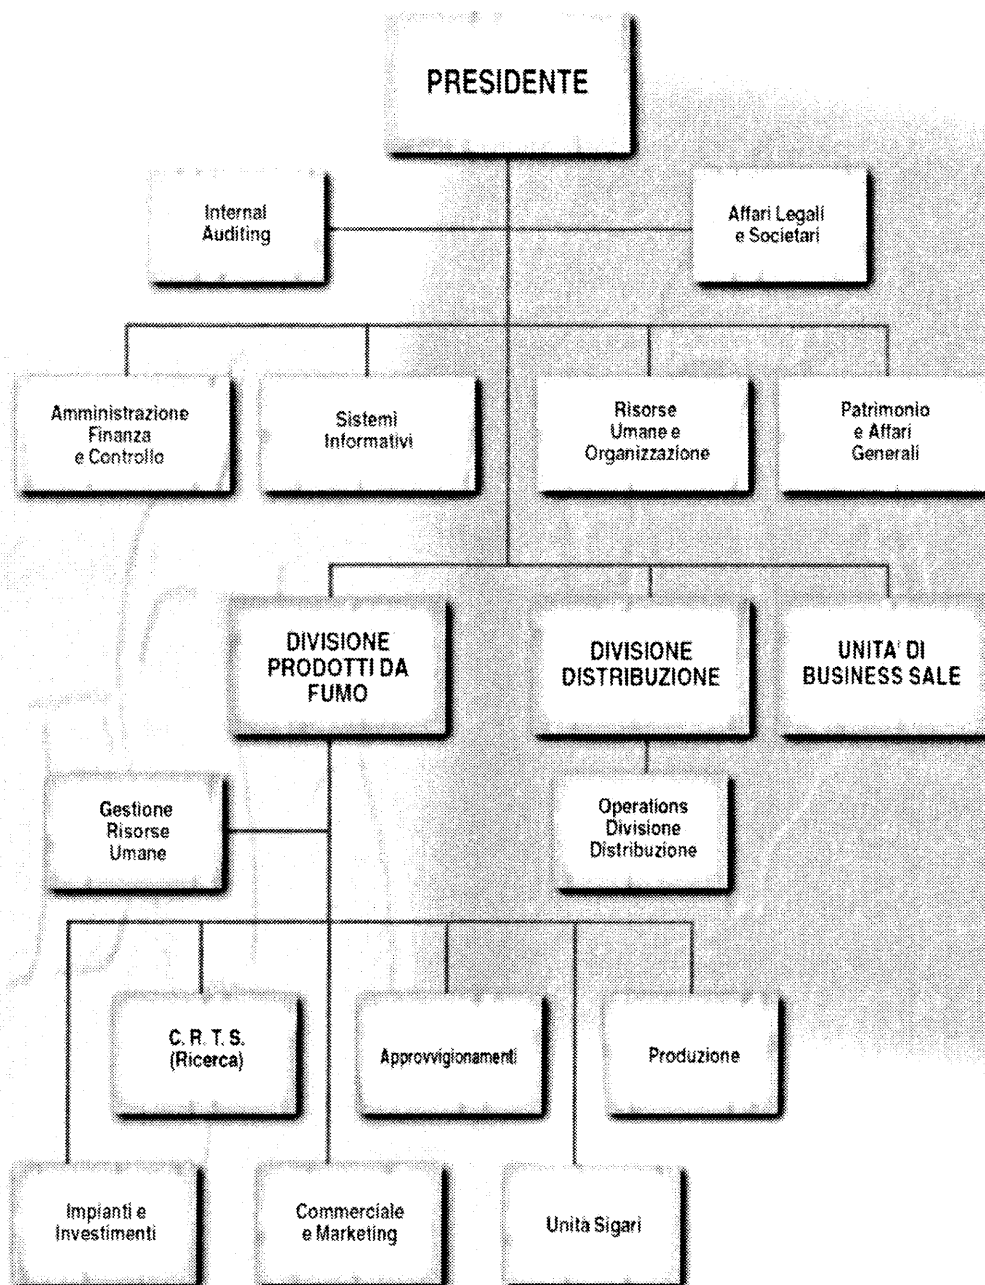 PRESIDENTE
Internal
Auditing
Affari Legali
e Societari
Amministrazione
Finanza
e Controllo
Sistemi
Informativi
Risorse
Umane e
Organizzazione
Patrimonio
e Affari
Generali
DIVISIONE
PRODOTTI DA
FUMO
DIVISIONE
DISTRIBUZIONE
UNITA' DI
BUSINESS SALE
Gestione
Risorse
Umane
Operations
Divisione
Distribuzione
C. R. T. S.
(Ricerca)
Approvvigionamenti
Produzione
Impianti e
Investimenti
Commerciale
e Marketing
Unità Sigari